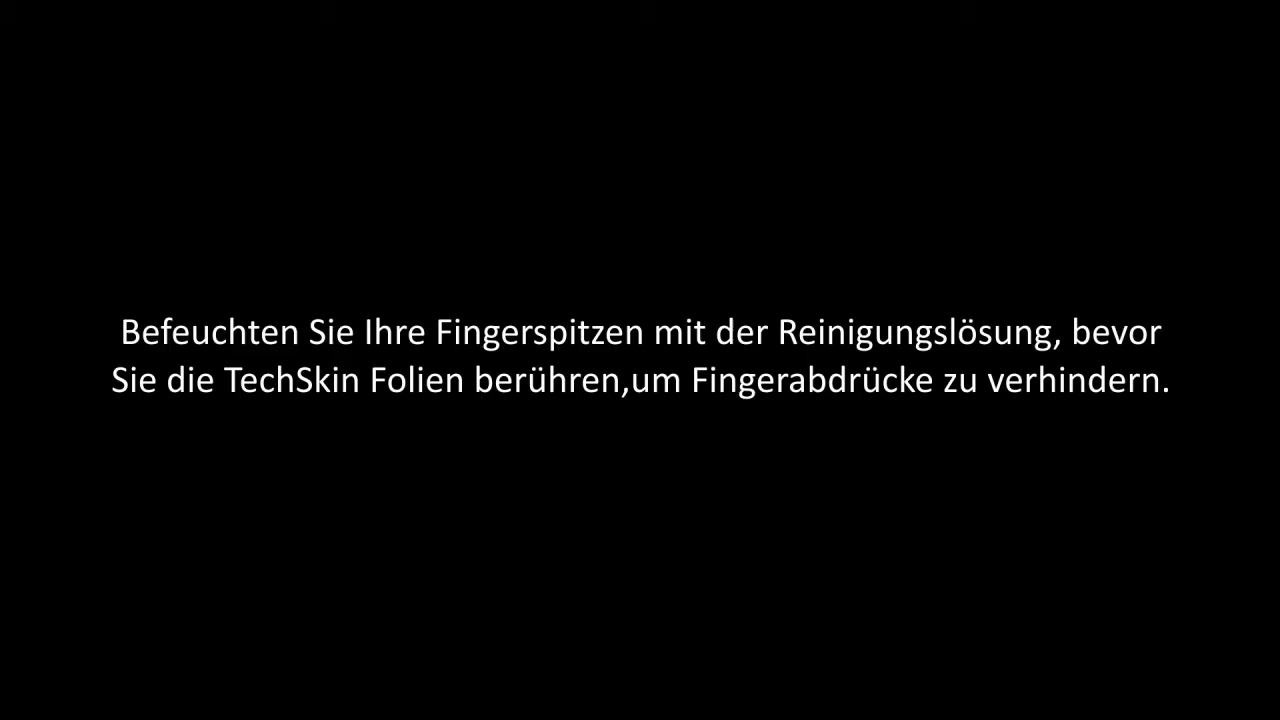 Befeuchten Sie Ihre Fingerspitzen mit der Reinigungslösung, bevor
Sie die TechSkin Folien berühren,um Fingerabdrücke zu verhindern.